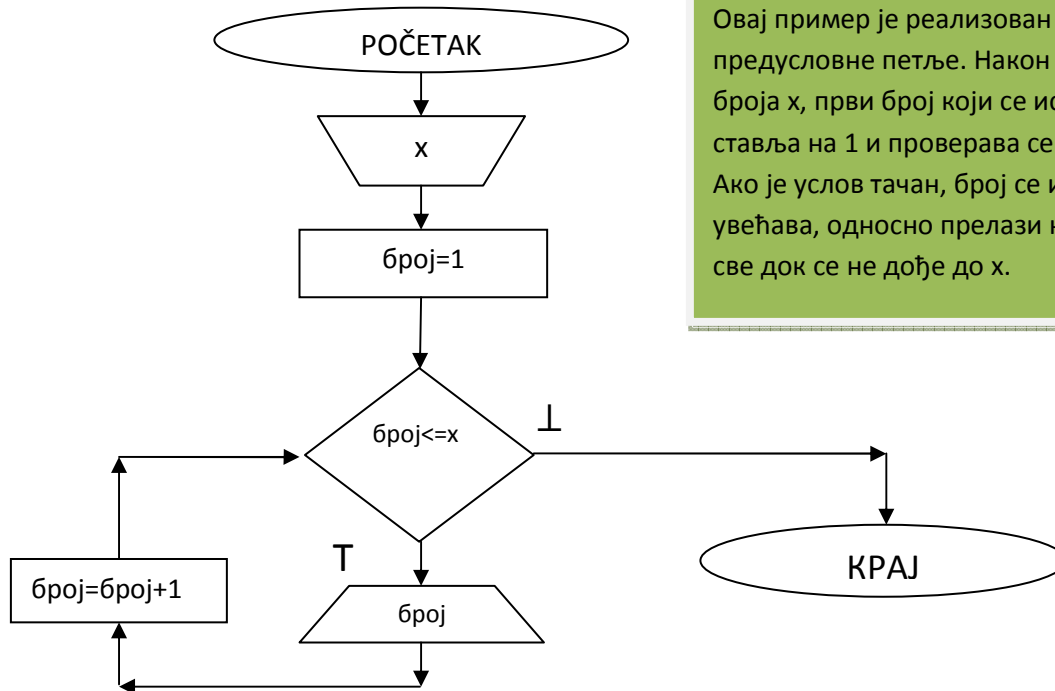 POČETAK
x
број=1
број<=x
⊥
T
број=број+1
број
КРАЈ
Овај пример је реализован
предусловне петље. Након
броја x, први број који се
ставља на 1 и проверава се
Ако је услов тачан, број се
увећава, односно прелази
све док се не дође до x.